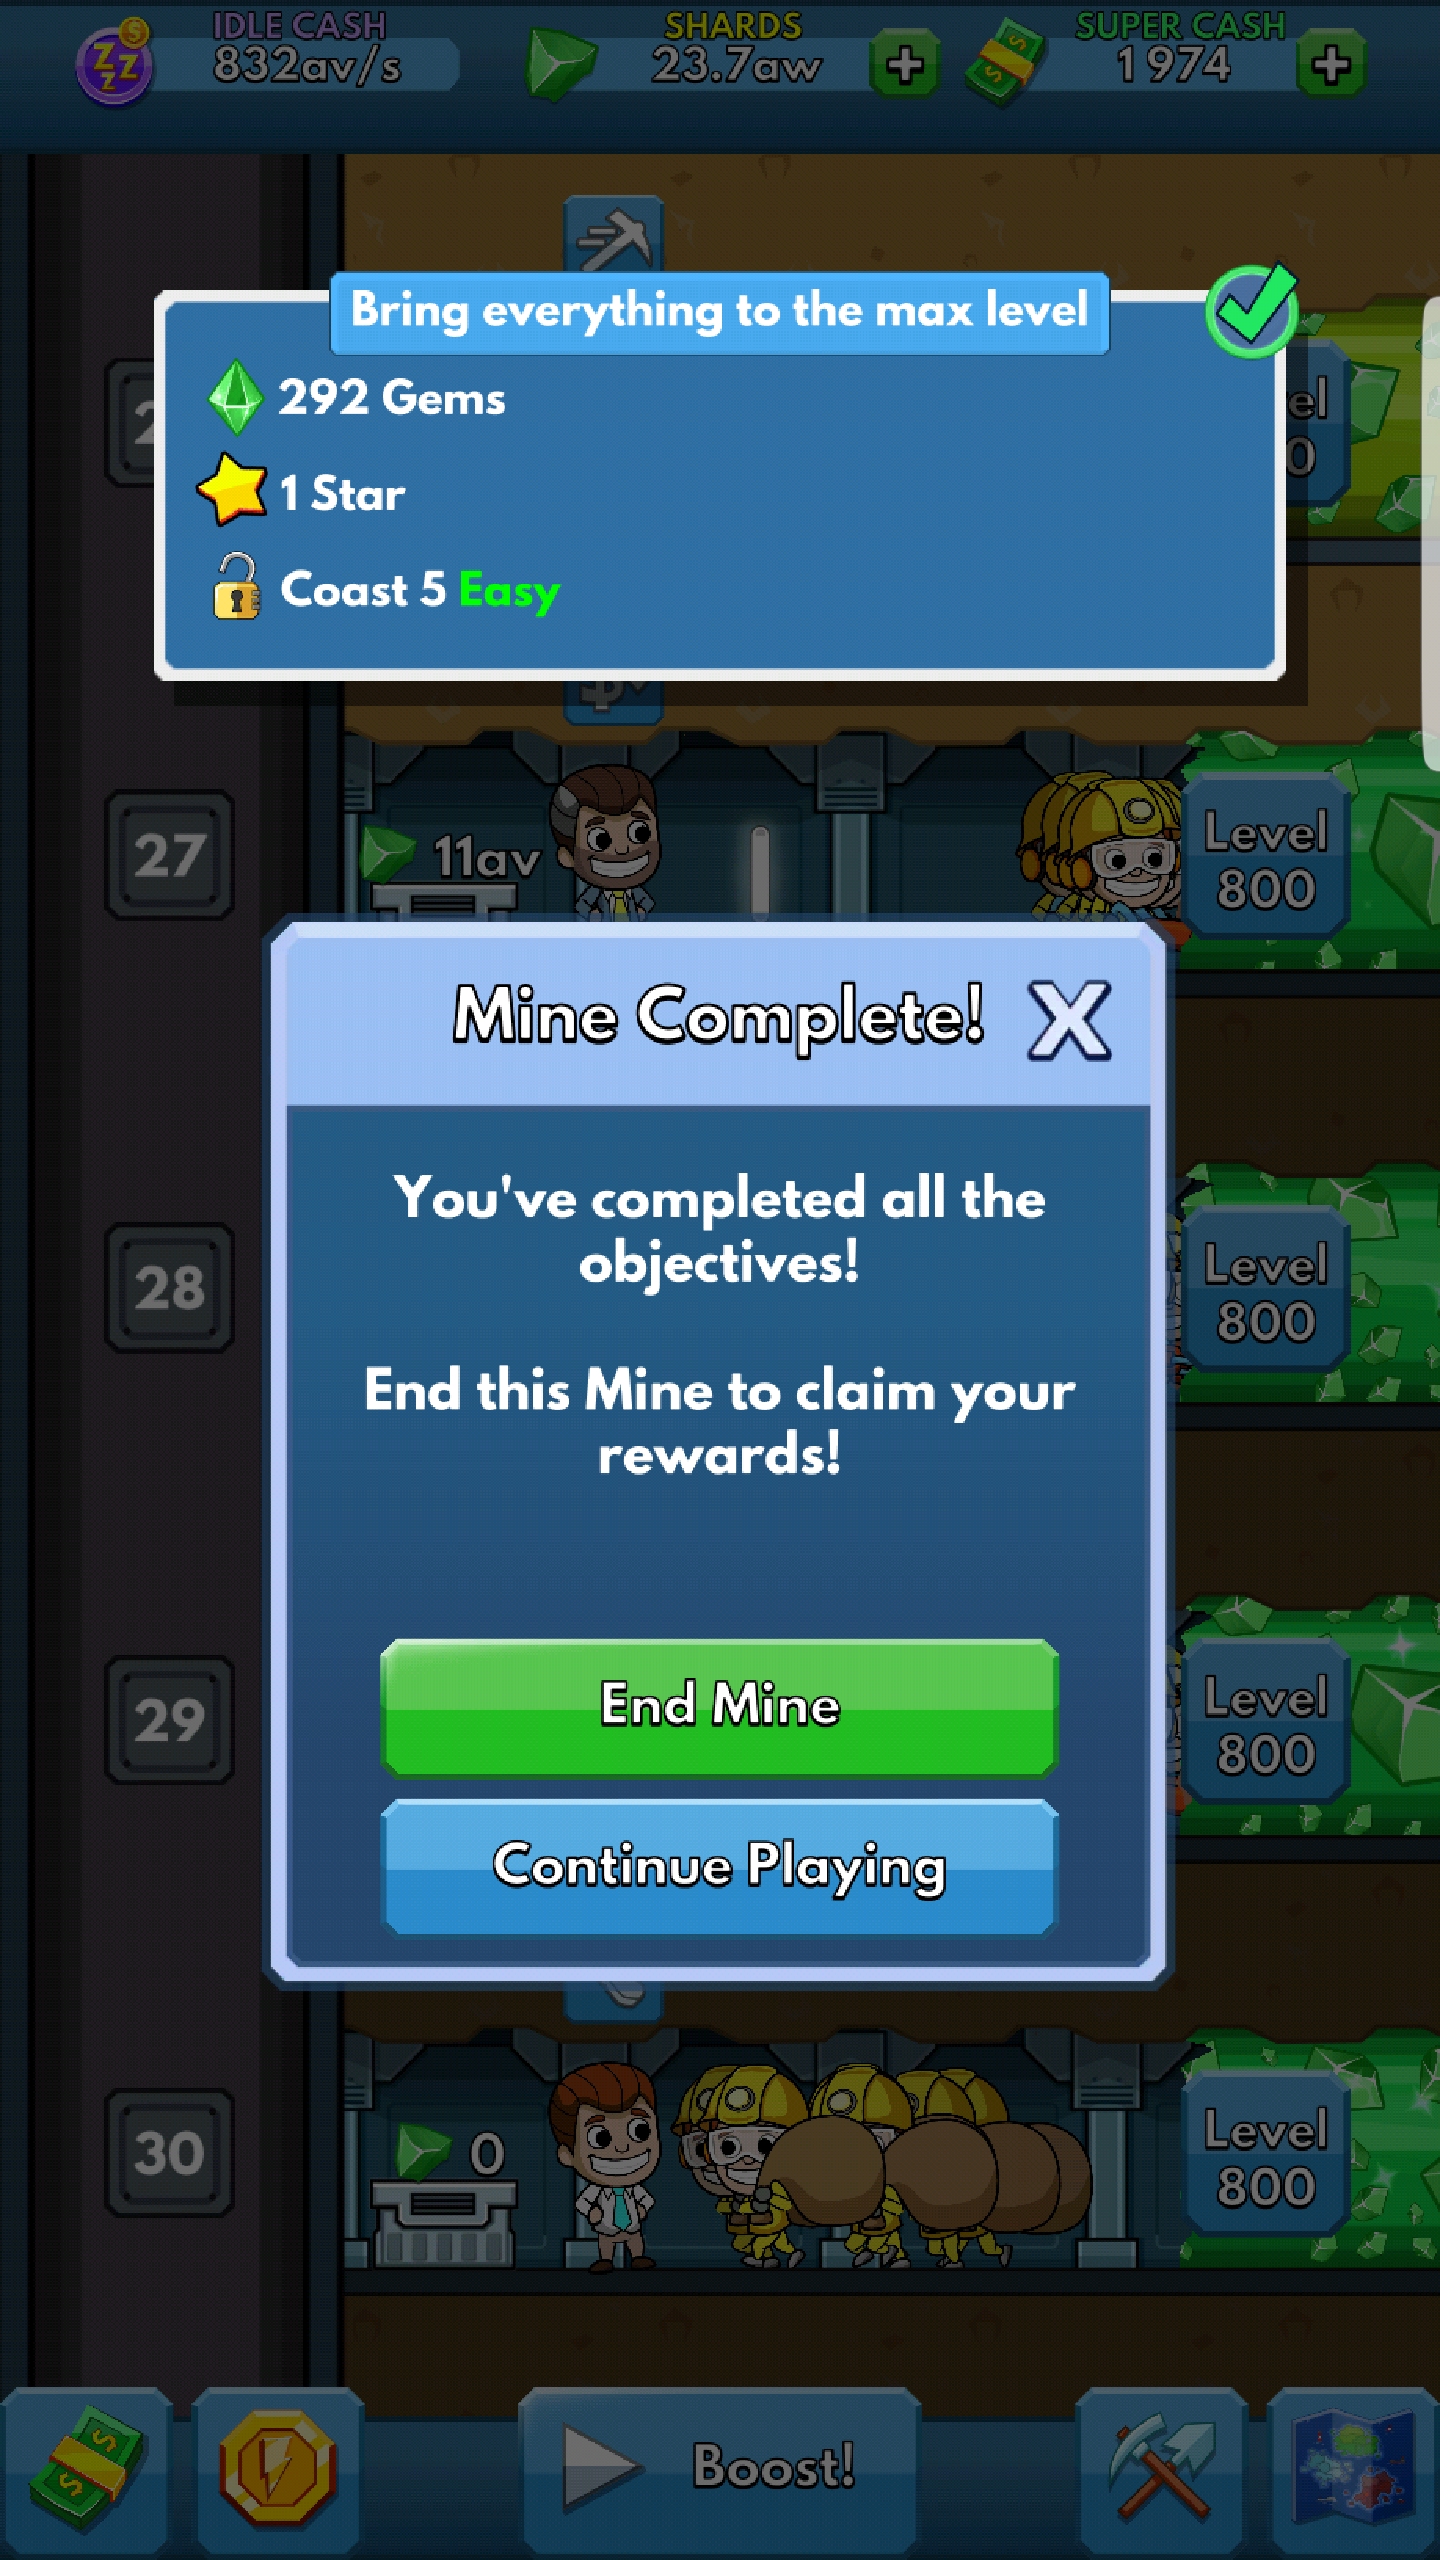 IDLE CASH
832av/s
SHARDS
23.7aw
SUPER CASH
1974
Bring everything to the max level
292 Gems
1 Star
Coast 5 Easy
27
11av
Level
800
Mine Complete!
X
You've completed all the
objectives!
End this Mine to claim your
rewards!
28
Level
800
End Mine
29
Level
800
Continue Playing
30
0
Level
800
Boost!